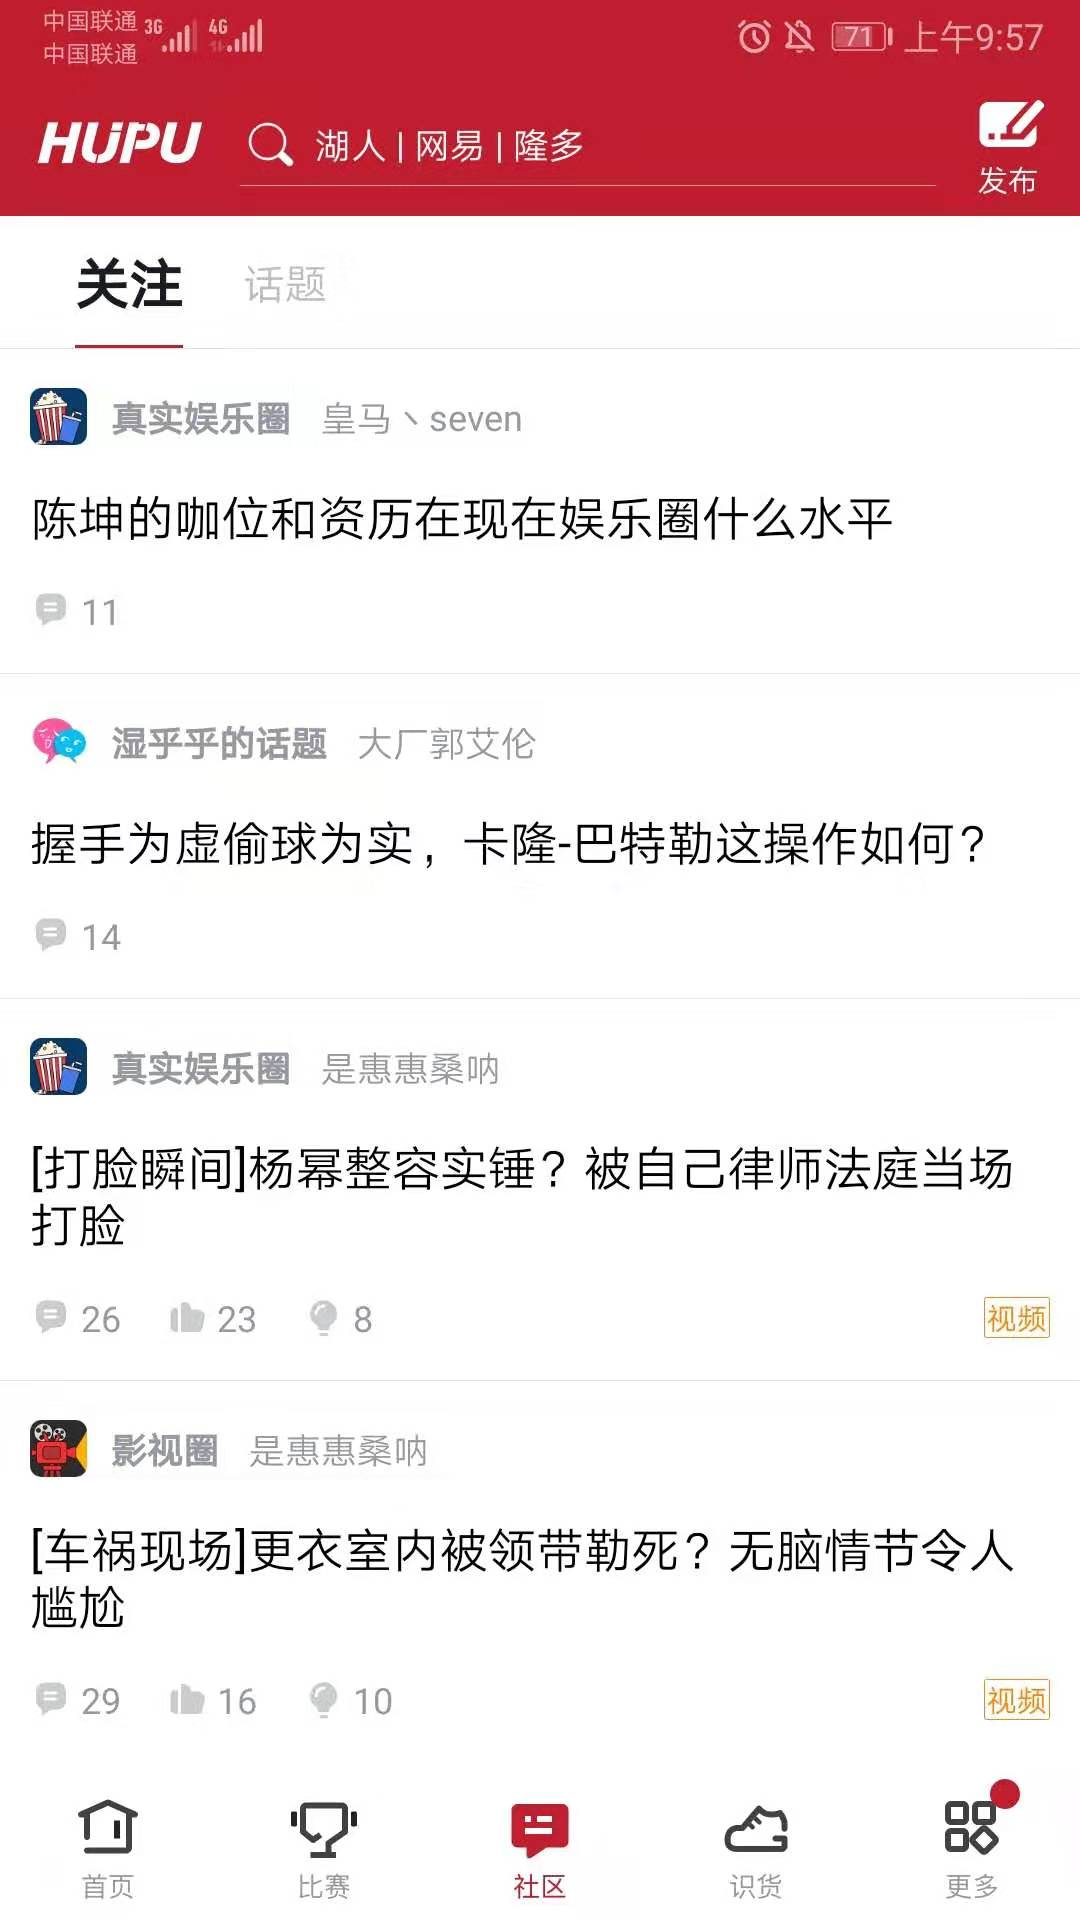 中国联通 3G 4G
中国联通
71 上午9:57
HUPU 湖人 | 网易 | 隆多
发布
关注 话题
真实娱乐圈 皇马丶seven
陈坤的咖位和资历在现在娱乐圈什么水平
11
湿乎乎的话题 大厂郭艾伦
握手为虚偷球为实，卡隆-巴特勒这操作如何？
14
真实娱乐圈 是惠惠桑呐
[打脸瞬间]杨幂整容实锤？被自己律师法庭当场
打脸
26 23 8 视频
影视圈 是惠惠桑呐
[车祸现场]更衣室内被领带勒死？无脑情节令人
尴尬
29 16 10 视频
首页 比赛 社区 识货 更多